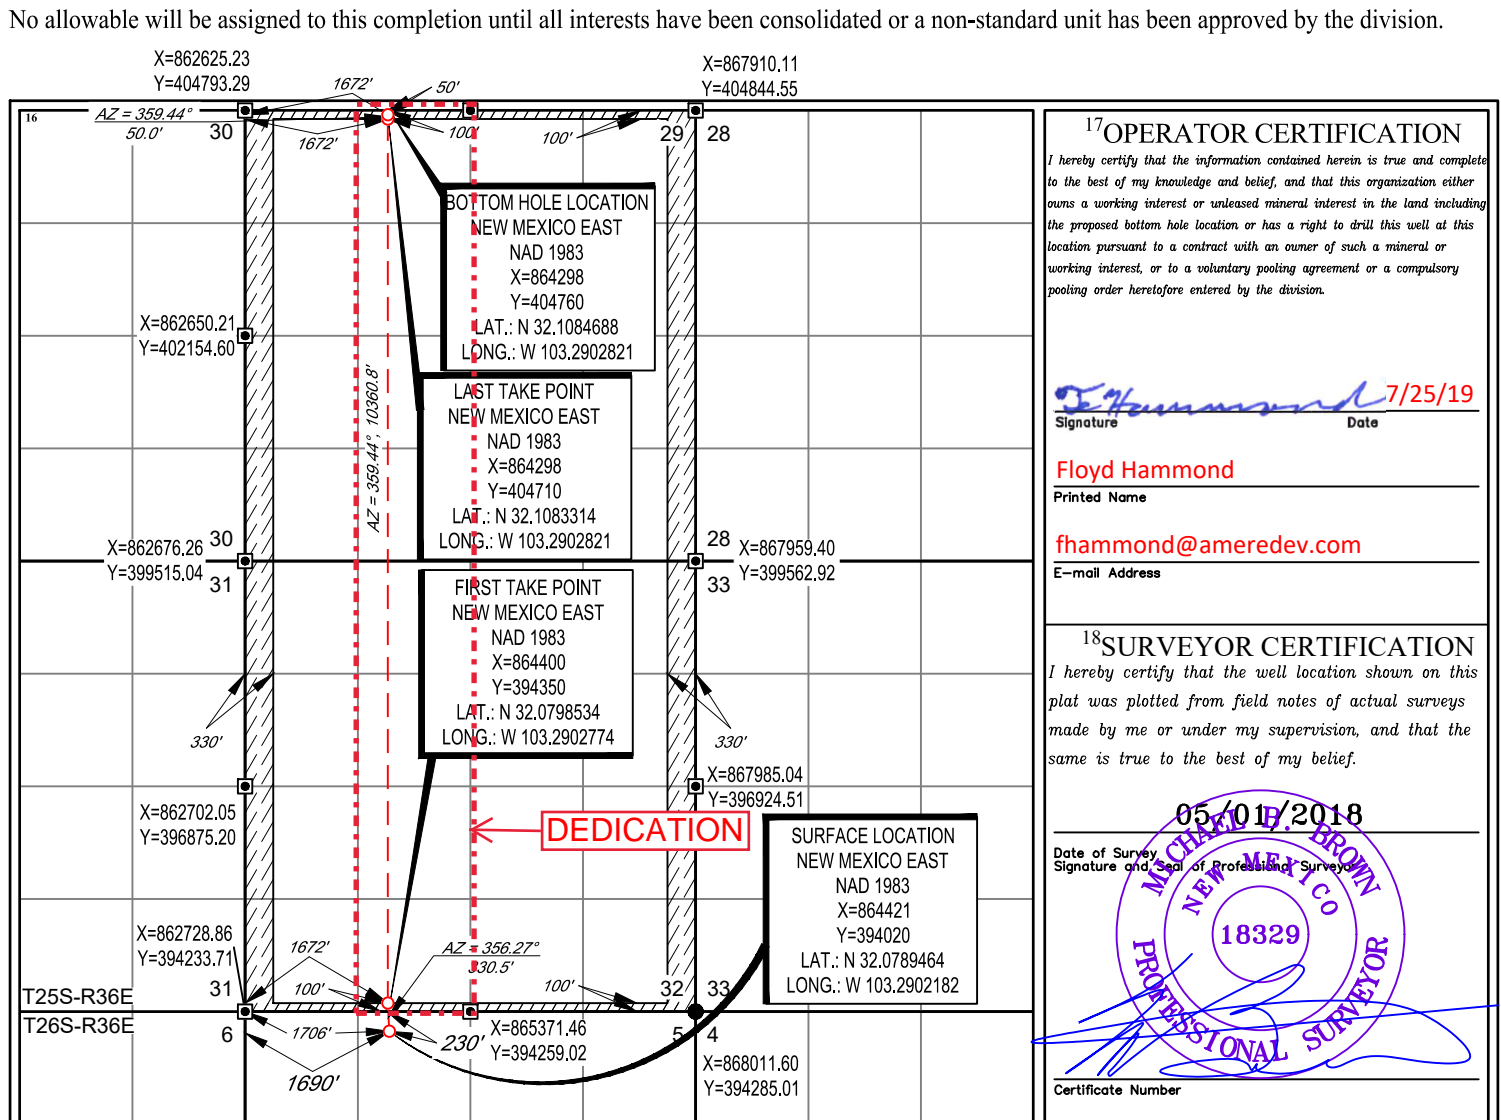 No allowable will be assigned to this completion until all interests have been consolidated or a non-standard unit has been approved by the division.
X=862625.23
Y=404793.29
1672'
50'
X=867910.11
Y=404844.55
16
AZ = 359.44°
50.0'
30
1672'
100'
100'
29
28
BOTTOM HOLE LOCATION
NEW MEXICO EAST
NAD 1983
X=864298
Y=404760
LAT.: N 32.1084688
LONG.: W 103.2902821
X=862650.21
Y=402154.60
AZ = 359.44°, 10360.8'
LAST TAKE POINT
NEW MEXICO EAST
NAD 1983
X=864298
Y=404710
LAT.: N 32.1083314
LONG.: W 103.2902821
X=862676.26
Y=399515.04
30
31
28
33
X=867959.40
Y=399562.92
FIRST TAKE POINT
NEW MEXICO EAST
NAD 1983
X=864400
Y=394350
LAT.: N 32.0798534
LONG.: W 103.2902774
330'
330'
X=862702.05
Y=396875.20
X=867985.04
Y=396924.51
DEDICATION
SURFACE LOCATION
NEW MEXICO EAST
NAD 1983
X=864421
Y=394020
LAT.: N 32.0789464
LONG.: W 103.2902182
X=862728.86
Y=394233.71
1672'
AZ = 356.27°
330.5'
100'
100'
31
32
33
T25S-R36E
T26S-R36E
6
1706'
1690'
230'
X=865371.46
Y=394259.02
5
4
X=868011.60
Y=394285.01
17 OPERATOR CERTIFICATION
I hereby certify that the information contained herein is true and complete
to the best of my knowledge and belief, and that this organization either
owns a working interest or unleased mineral interest in the land including
the proposed bottom hole location or has a right to drill this well at this
location pursuant to a contract with an owner of such a mineral or
working interest, or to a voluntary pooling agreement or a compulsory
pooling order heretofore entered by the division.
F Hammond 7/25/19
Signature Date
Floyd Hammond
Printed Name
fhammond@ameredev.com
E-mail Address
18 SURVEYOR CERTIFICATION
I hereby certify that the well location shown on this
plat was plotted from field notes of actual surveys
made by me or under my supervision, and that the
same is true to the best of my belief.
05/01/2018
Date of Survey
Signature and Seal of Professional Surveyor
MICHAEL B. BROWN
NEW MEXICO
18329
PROFESSIONAL SURVEYOR
Certificate Number